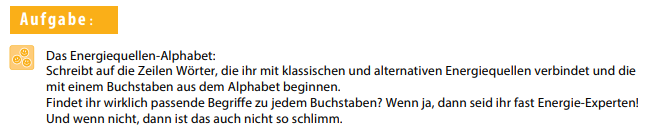 Aufgabe:
Das Energiequellen-Alphabet:
Schreibt auf die Zeilen Wörter, die ihr mit klassischen und alternativen Energiequellen verbindet und die
mit einem Buchstaben aus dem Alphabet beginnen.
Findet ihr wirklich passende Begriffe zu jedem Buchstaben? Wenn ja, dann seid ihr fast Energie-Experten!
Und wenn nicht, dann ist das auch nicht so schlimm.